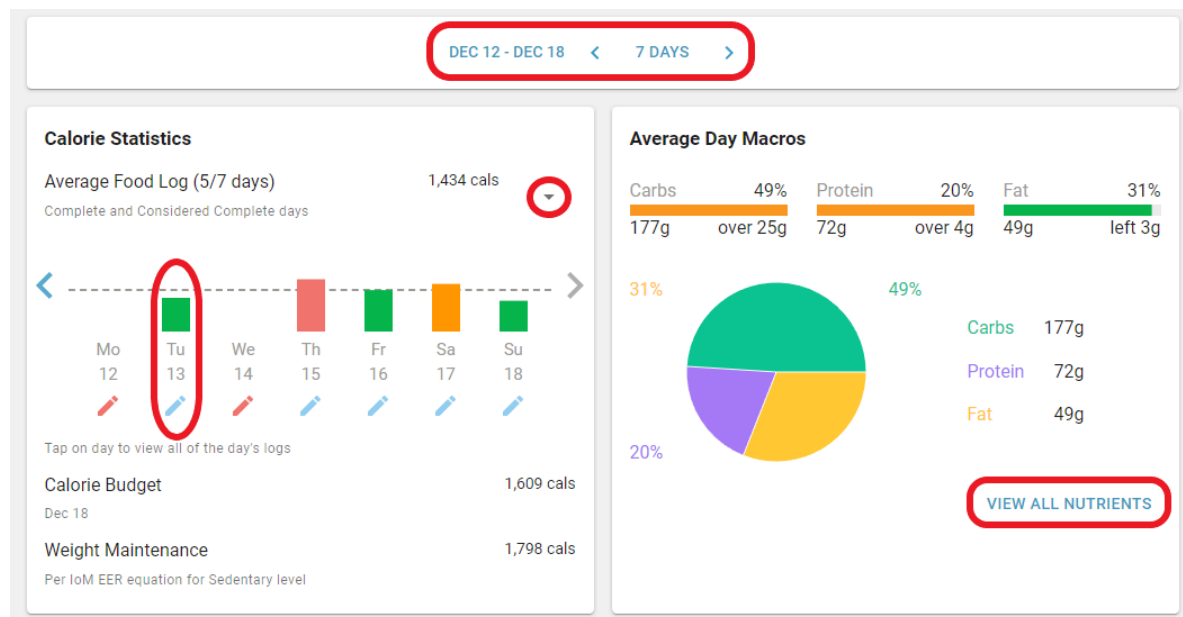 DEC 12 - DEC 18 7 DAYS
Calorie Statistics
Average Food Log (5/7 days) 1,434 cals
Complete and Considered Complete days
Mo Tu We Th Fr Sa Su
12 13 14 15 16 17 18
Tap on day to view all of the day's logs
Calorie Budget 1,609 cals
Dec 18
Weight Maintenance 1,798 cals
Per IoM EER equation for Sedentary level
Average Day Macros
Carbs 49% Protein 20% Fat 31%
177g over 25g 72g over 4g 49g left 3g
31% 49%
Carbs 177g
Protein 72g
Fat 49g
20%
VIEW ALL NUTRIENTS